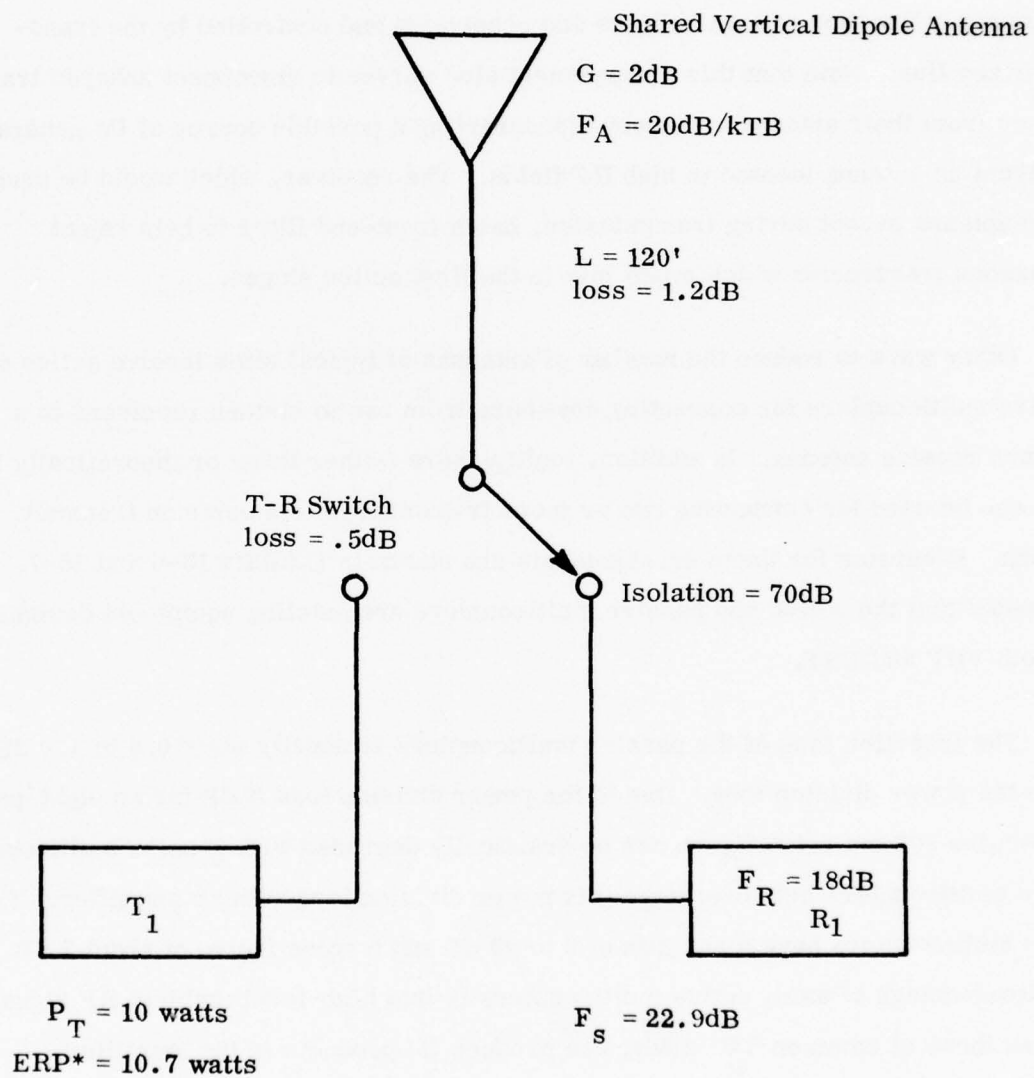 Shared Vertical Dipole Antenna
G = 2dB
F_A = 20dB/kTB
L = 120'
loss = 1.2dB
T-R Switch
loss = .5dB
Isolation = 70dB
T_1
F_R = 18dB
R_1
P_T = 10 watts
F_s = 22.9dB
ERP* = 10.7 watts